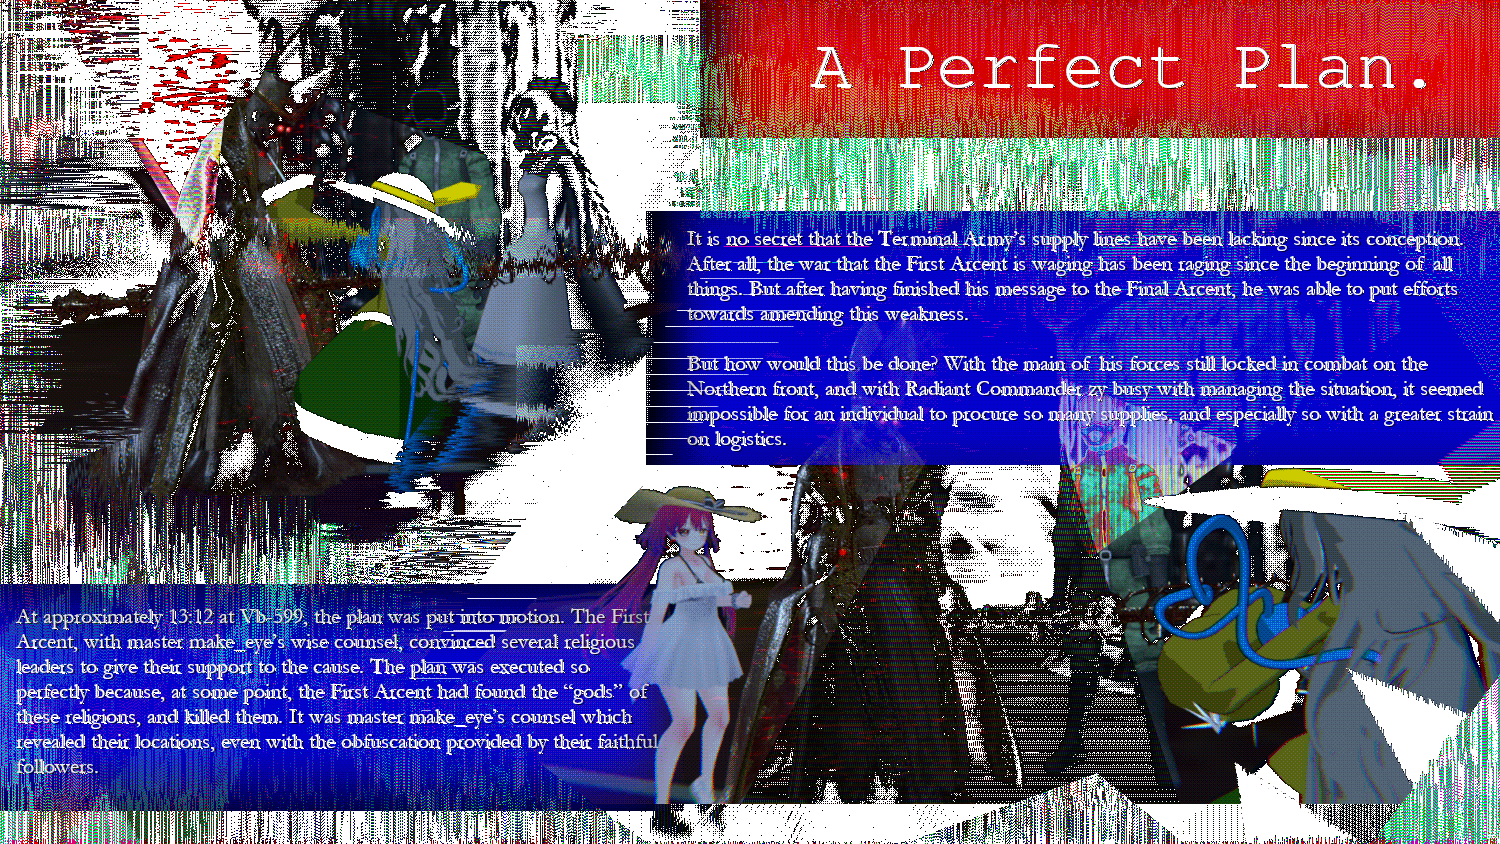 A Perfect Plan.
It is no secret that the Terminal Army's supply lines have been lacking since its conception.
After all, the war that the First Arcent is waging has been raging since the beginning of all
things. But after having finished his message to the Final Arcent, he was able to put efforts
towards amending this weakness.
But how would this be done? With the main of his forces still locked in combat on the
Northern front, and with Radiant Commander zy busy with managing the situation, it seemed
impossible for an individual to procure so many supplies, and especially so with a greater strain
on logistics.
At approximately 13:12 at Vb-599, the plan was put into motion. The First
Arcent, with master make_eye's wise counsel, convinced several religious
leaders to give their support to the cause. The plan was executed so
perfectly because, at some point, the First Arcent had found the “gods” of
these religions, and killed them. It was master make_eye's counsel which
revealed their locations, even with the obfuscation provided by their faithful
followers.